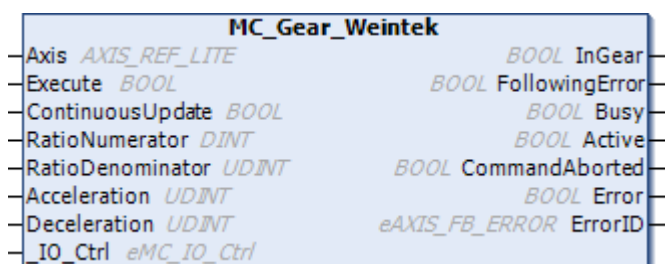 MC_Gear_Weintek
Axis AXIS_REF_LITE BOOL InGear
Execute BOOL BOOL FollowingError
ContinuousUpdate BOOL BOOL Busy
RatioNumerator DINT BOOL Active
RatioDenominator UDINT BOOL CommandAborted
Acceleration UDINT BOOL Error
Deceleration UDINT eAXIS_FB_ERROR ErrorID
_IO_Ctrl eMC_IO_Ctrl